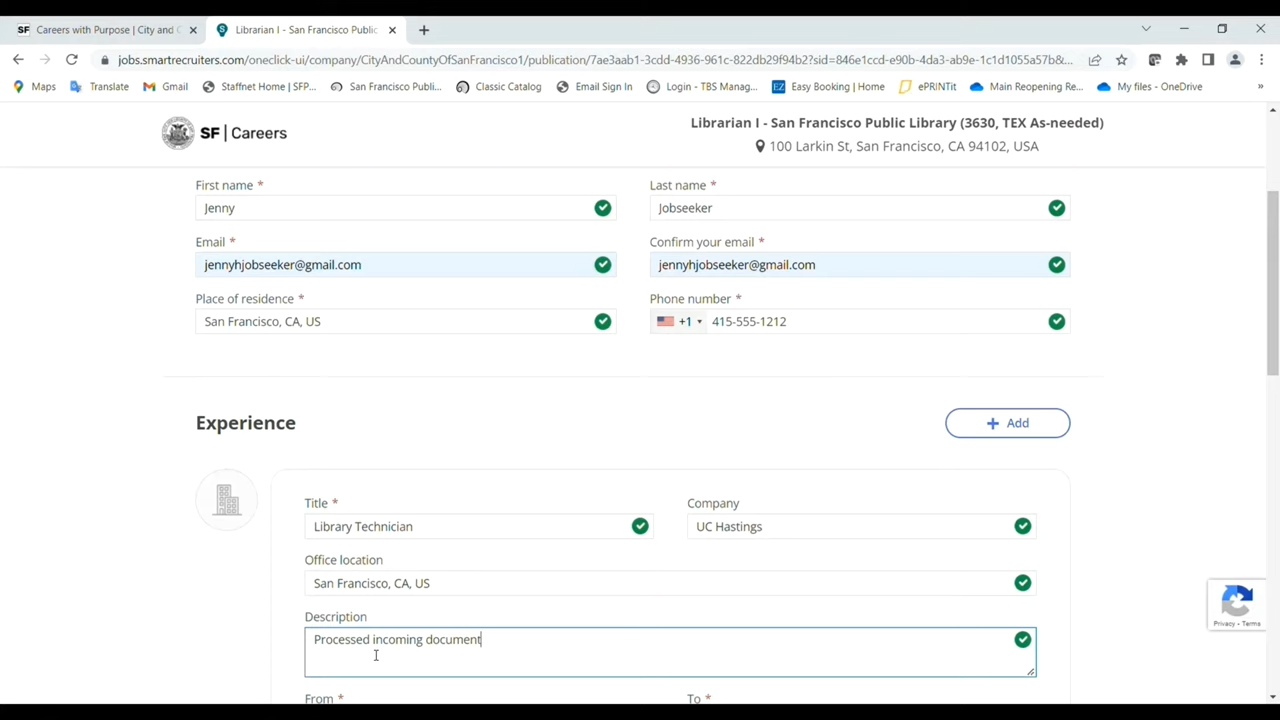 SF Careers with Purpose | City and C
Librarian I - San Francisco Public
jobs.smartrecruiters.com/oneclick-ui/company/CityAndCountyOfSanFrancisco1/publication/7ae3aab1-3cdd-4936-961c-822db29f94b2?sid=846e1ccd-e90b-4da3-ab9e-1c1d1055a57b&...
Maps Translate Gmail Staffnet Home | SFP... San Francisco Publi... Classic Catalog Email Sign In Login - TBS Manag... EZ Easy Booking | Home ePRINTit Main Reopening Re... My files - OneDrive »
SF | Careers
Librarian I - San Francisco Public Library (3630, TEX As-needed)
100 Larkin St, San Francisco, CA 94102, USA
First name * Last name *
Jenny Jobseeker
Email * Confirm your email *
jennyhjobseeker@gmail.com jennyhjobseeker@gmail.com
Place of residence * Phone number *
San Francisco, CA, US +1 415-555-1212
Experience + Add
Title * Company
Library Technician UC Hastings
Office location
San Francisco, CA, US
Description
Processed incoming document
Privacy - Terms
From * To *